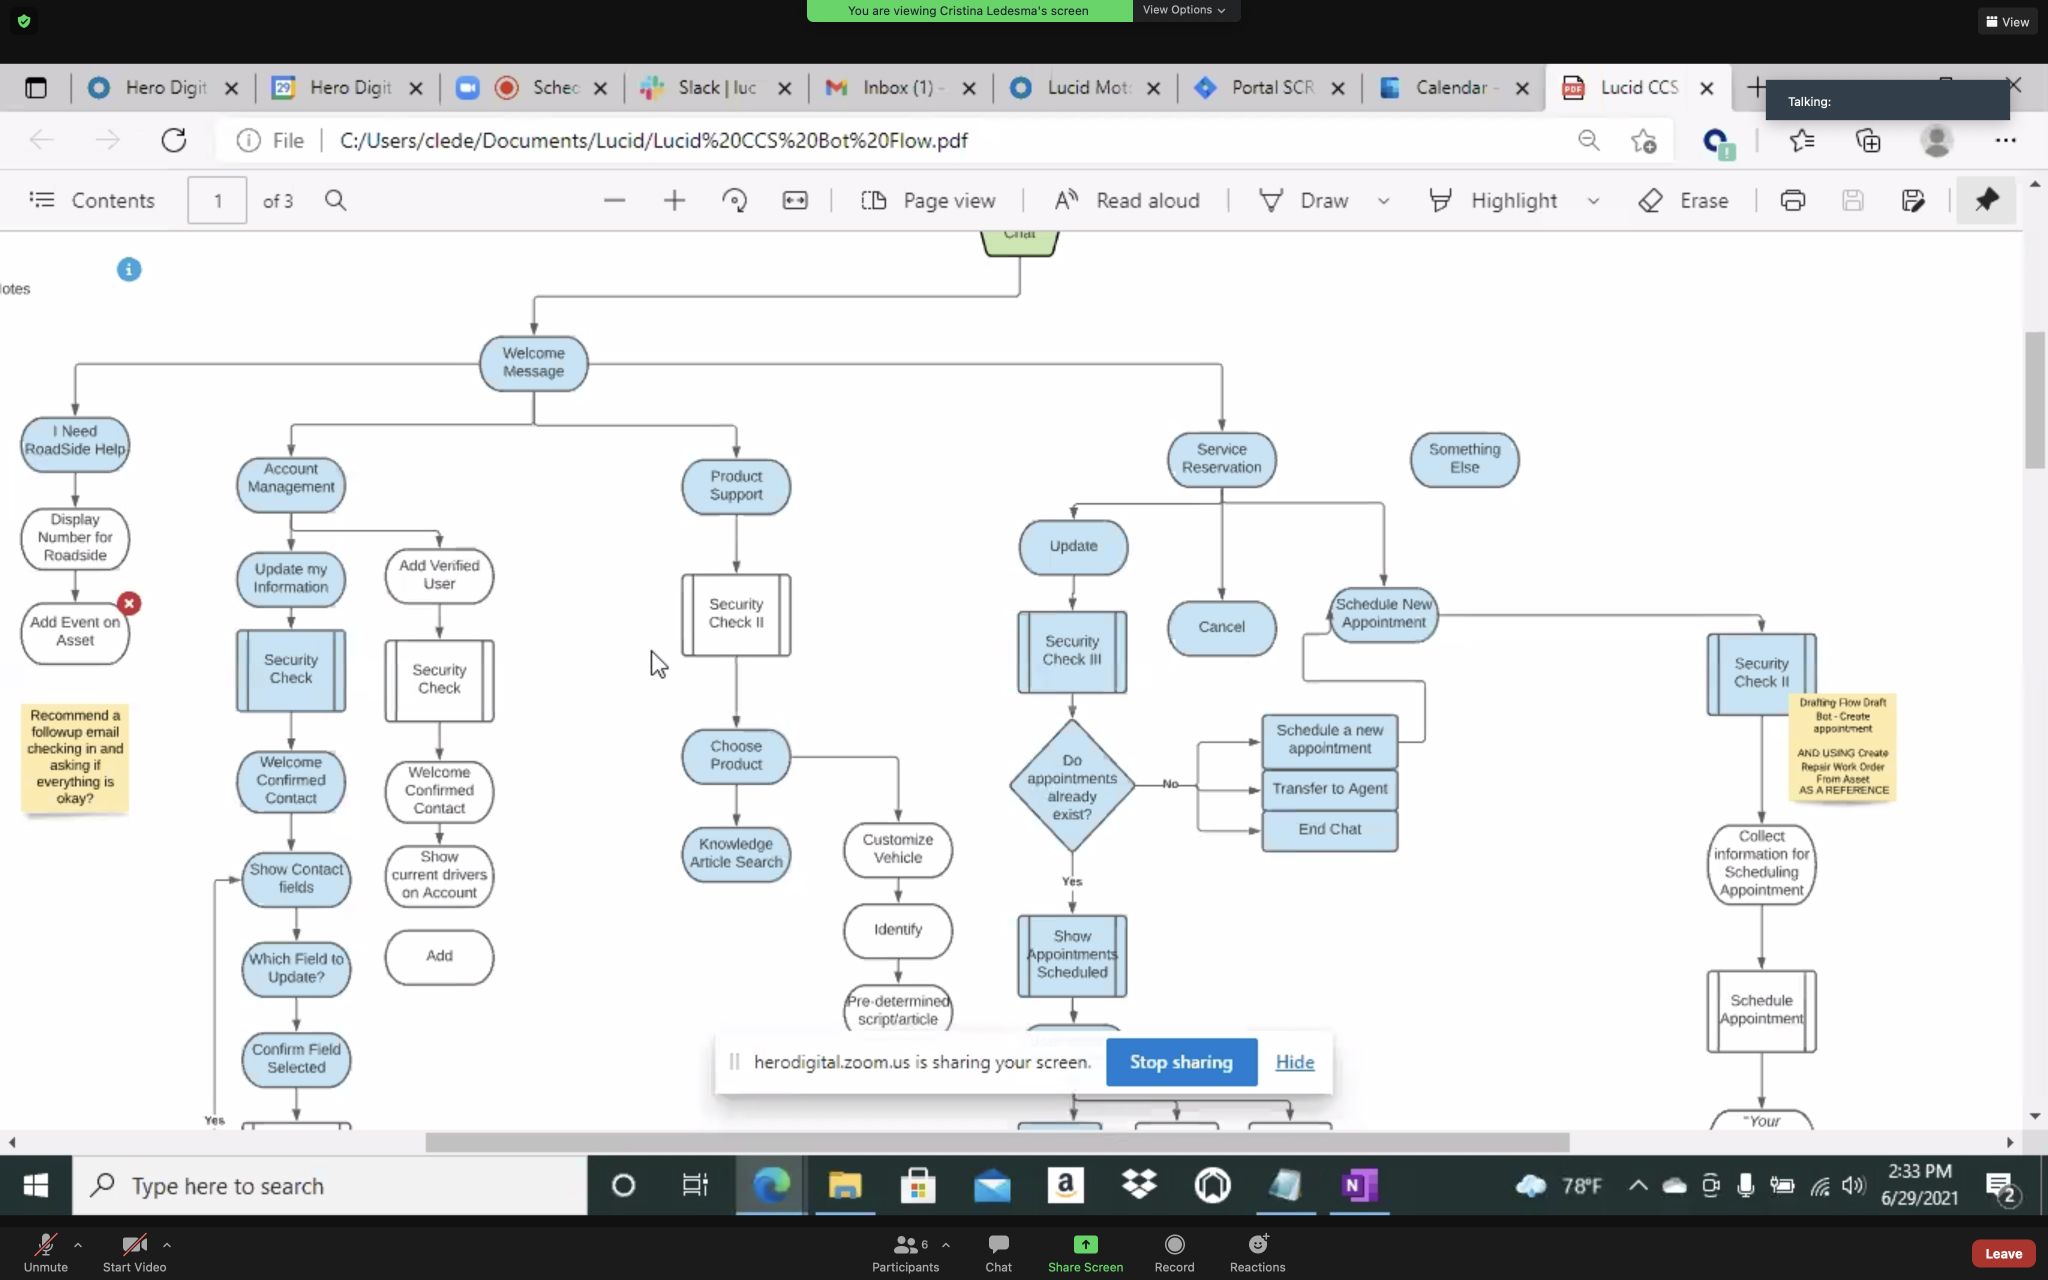 You are viewing Cristina Ledesma's screen
View Options
View
Hero Digit
29
Hero Digit
Sched
Slack | luc
Inbox (1) -
Lucid Mot
Portal SCR
Calendar -
Lucid CCS
Talking:
File
C:/Users/clede/Documents/Lucid/Lucid%20CCS%20Bot%20Flow.pdf
Contents
1
of 3
Page view
Read aloud
Draw
Highlight
Erase
Chat
lotes
Welcome
Message
I Need
RoadSide Help
Display
Number for
Roadside
Add Event on
Asset
Recommend a
followup email
checking in and
asking if
everything is
okay?
Account
Management
Update my
Information
Security
Check
Welcome
Confirmed
Contact
Show Contact
fields
Which Field to
Update?
Confirm Field
Selected
Yes
Add Verified
User
Security
Check
Welcome
Confirmed
Contact
Show
current drivers
on Account
Add
Product
Support
Security
Check II
Choose
Product
Knowledge
Article Search
Customize
Vehicle
Identify
Pre-determined
script/article
Service
Reservation
Something
Else
Update
Security
Check III
Do
appointments
already
exist?
No
Yes
Show
Appointments
Scheduled
Cancel
Schedule New
Appointment
Schedule a new
appointment
Transfer to Agent
End Chat
Security
Check II
Drafting Flow Draft
Bot - Create
appointment
AND USING Create
Repair Work Order
From Asset
AS A REFERENCE
Collect
information for
Scheduling
Appointment
Schedule
Appointment
"Your
herodigital.zoom.us is sharing your screen.
Stop sharing
Hide
Type here to search
a
N
78°F
2:33 PM
6/29/2021
2
Unmute
Start Video
6
Participants
Chat
Share Screen
Record
Reactions
Leave